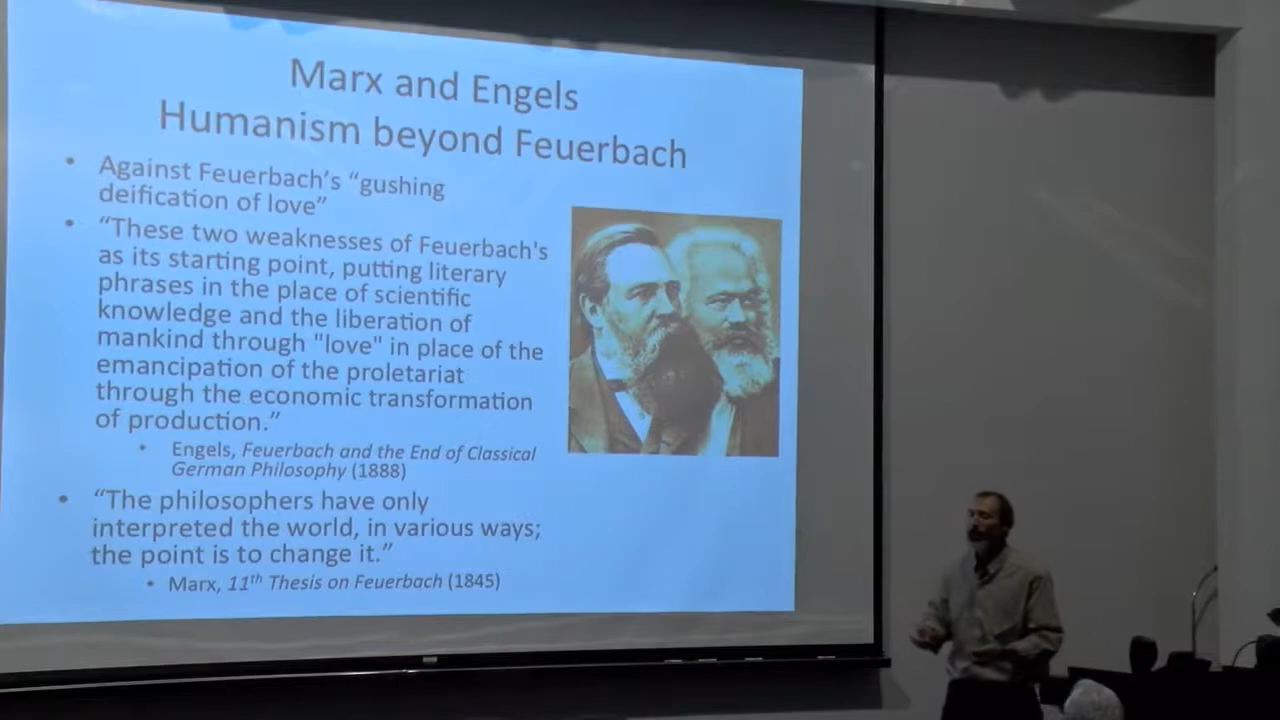 Marx and Engels
Humanism beyond Feuerbach
• Against Feuerbach's “gushing
deification of love”
• “These two weaknesses of Feuerbach's
as its starting point, putting literary
phrases in the place of scientific
knowledge and the liberation of
mankind through "love" in place of the
emancipation of the proletariat
through the economic transformation
of production.”
• Engels, Feuerbach and the End of Classical
German Philosophy (1888)
• “The philosophers have only
interpreted the world, in various ways;
the point is to change it.”
• Marx, 11th Thesis on Feuerbach (1845)